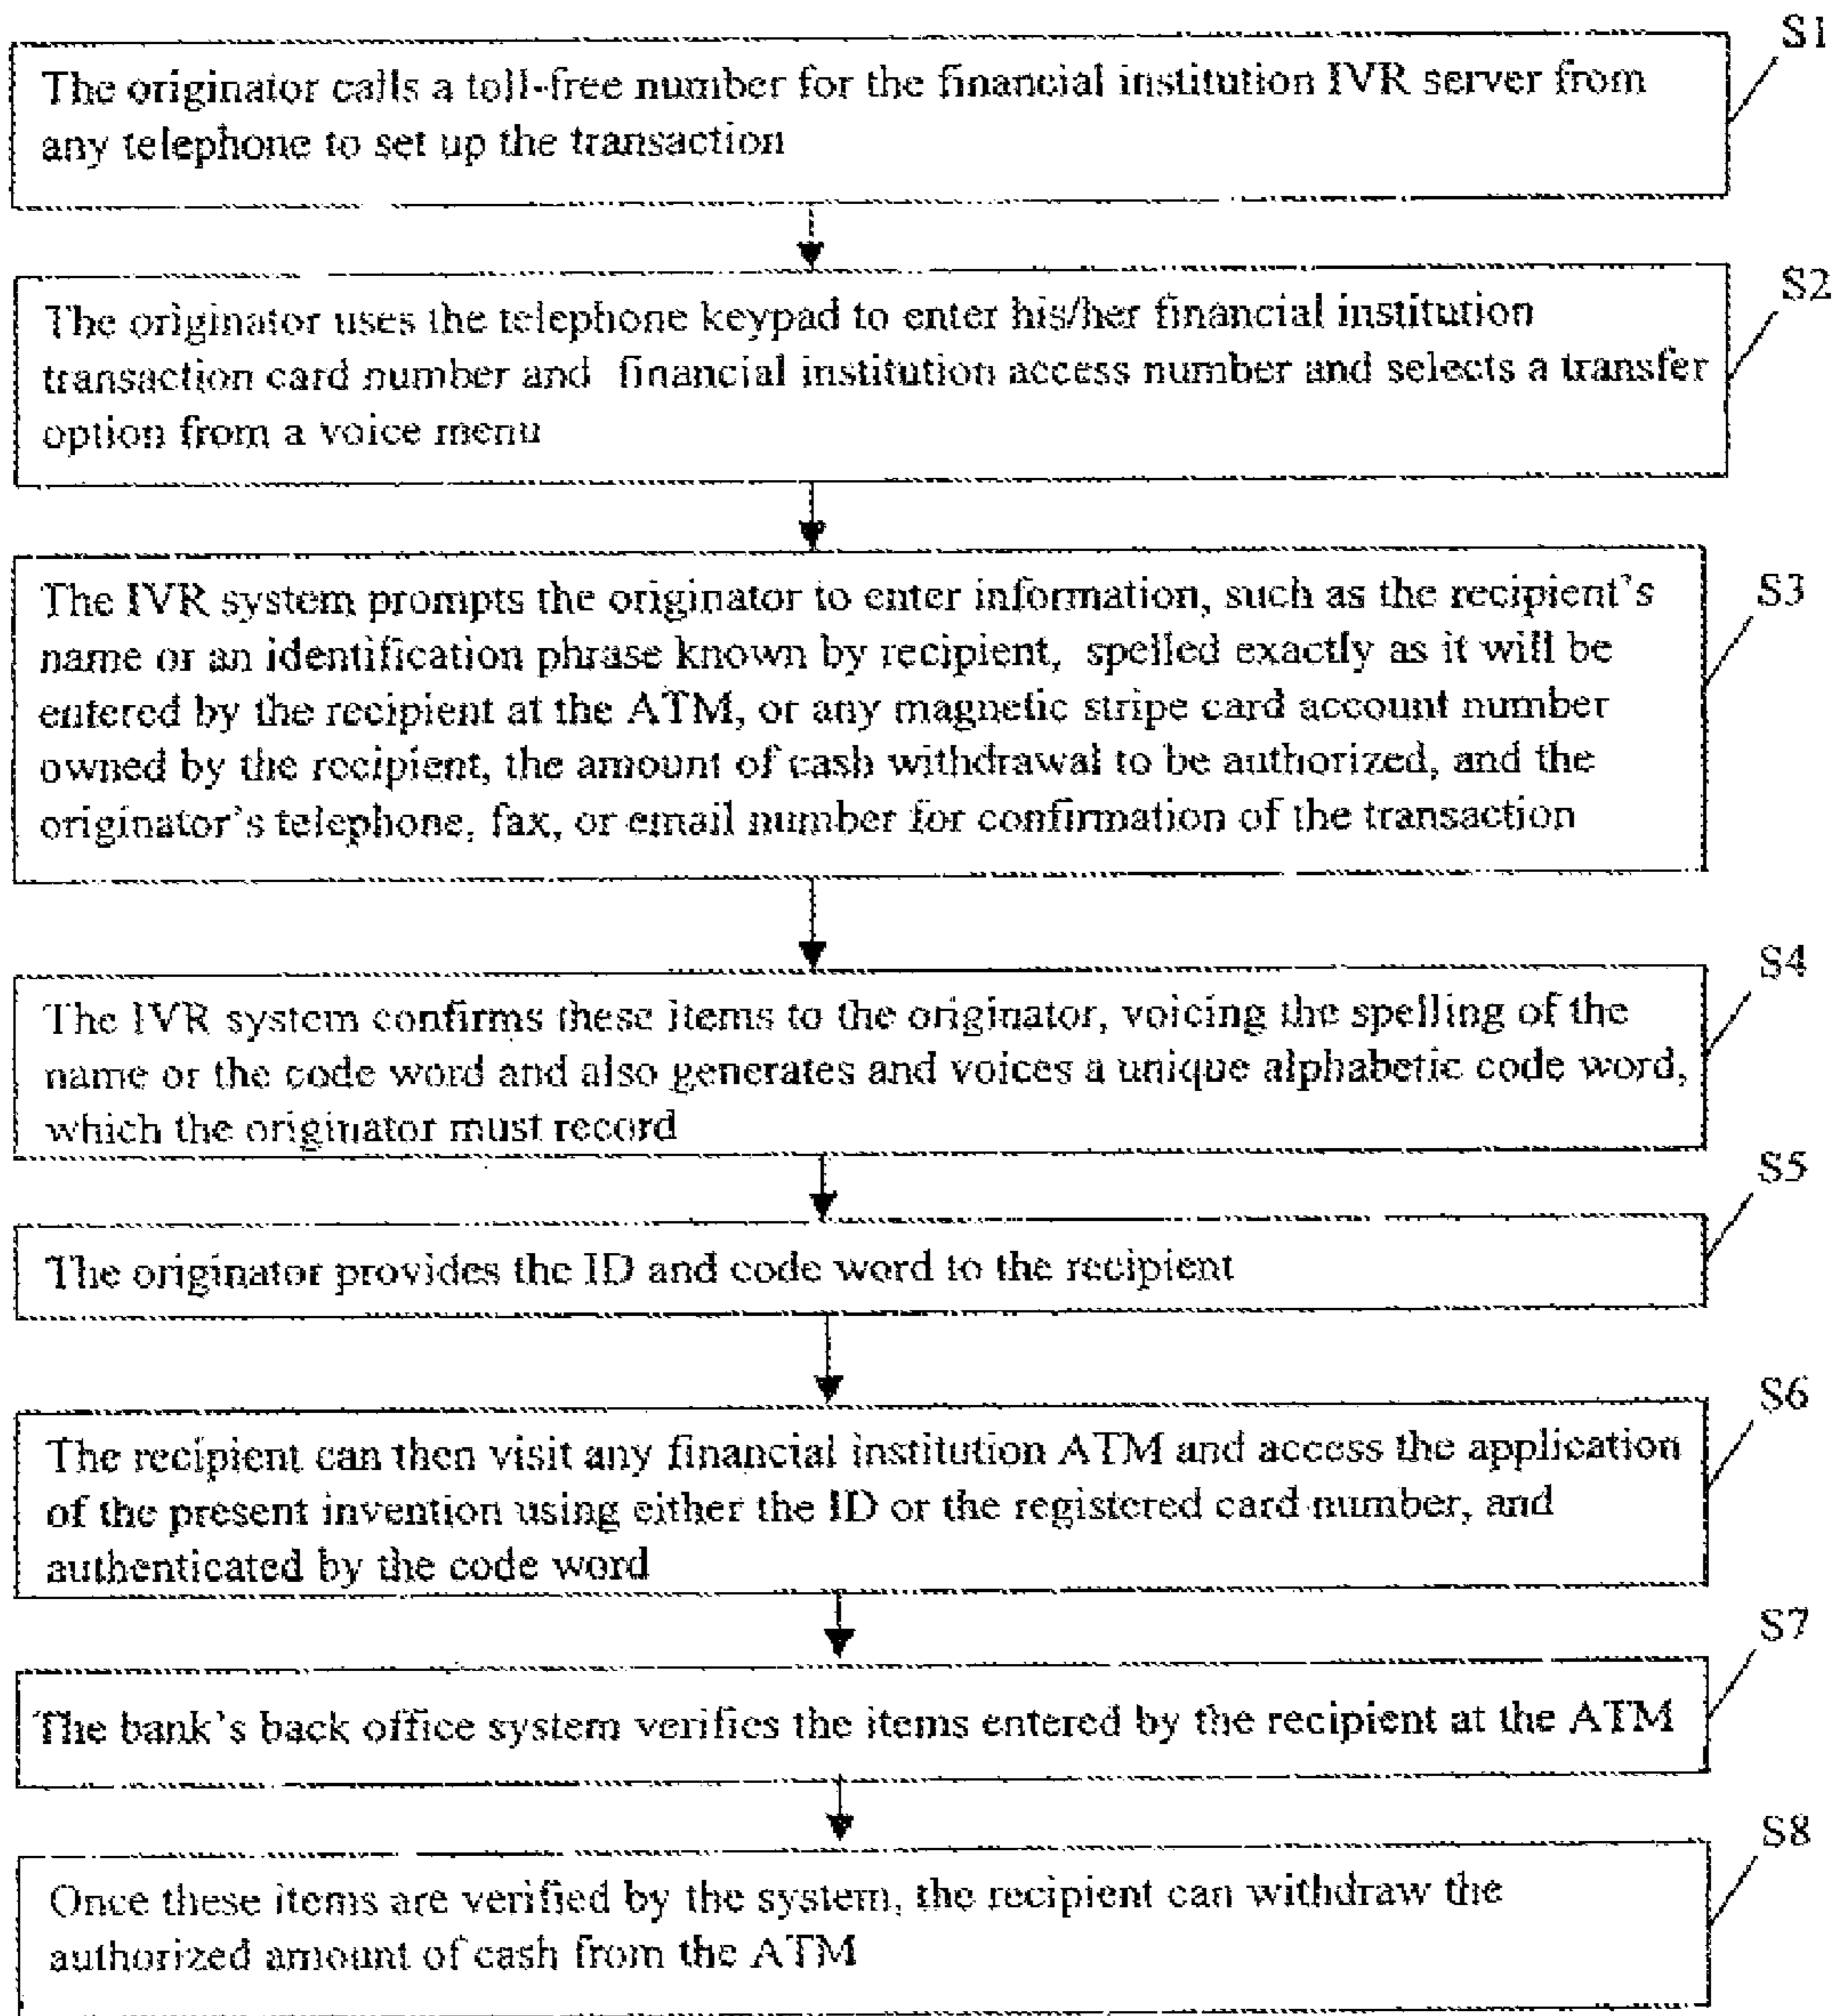 S1
The originator calls a toll-free number for the financial institution IVR server from
any telephone to set up the transaction
S2
The originator uses the telephone keypad to enter his/her financial institution
transaction card number and financial institution access number and selects a transfer
option from a voice menu
S3
The IVR system prompts the originator to enter information, such as the recipient's
name or an identification phrase known by recipient, spelled exactly as it will be
entered by the recipient at the ATM, or any magnetic stripe card account number
owned by the recipient, the amount of cash withdrawal to be authorized, and the
originator's telephone, fax, or email number for confirmation of the transaction
S4
The IVR system confirms these items to the originator, voicing the spelling of the
name or the code word and also generates and voices a unique alphabetic code word,
which the originator must record
S5
The originator provides the ID and code word to the recipient
S6
The recipient can then visit any financial institution ATM and access the application
of the present invention using either the ID or the registered card number, and
authenticated by the code word
S7
The bank's back office system verifies the items entered by the recipient at the ATM
S8
Once these items are verified by the system, the recipient can withdraw the
authorized amount of cash from the ATM